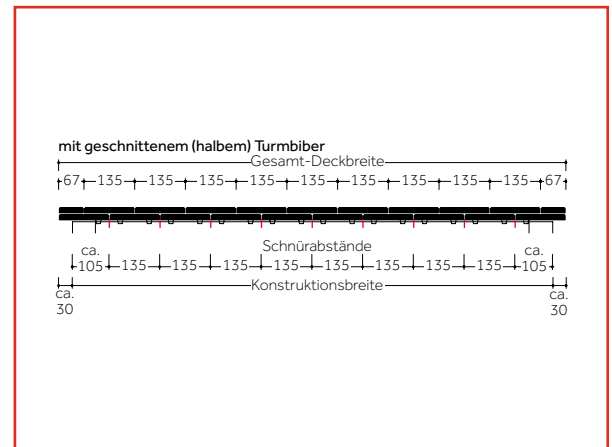 mit geschnittenem (halbem) Turmbiber
Gesamt-Deckbreite
67 135 135 135 135 135 135 135 135 135 67
Schnürabstände
ca. ca.
105 135 135 135 135 135 135 135 135 105
Konstruktionsbreite
ca. ca.
30 30